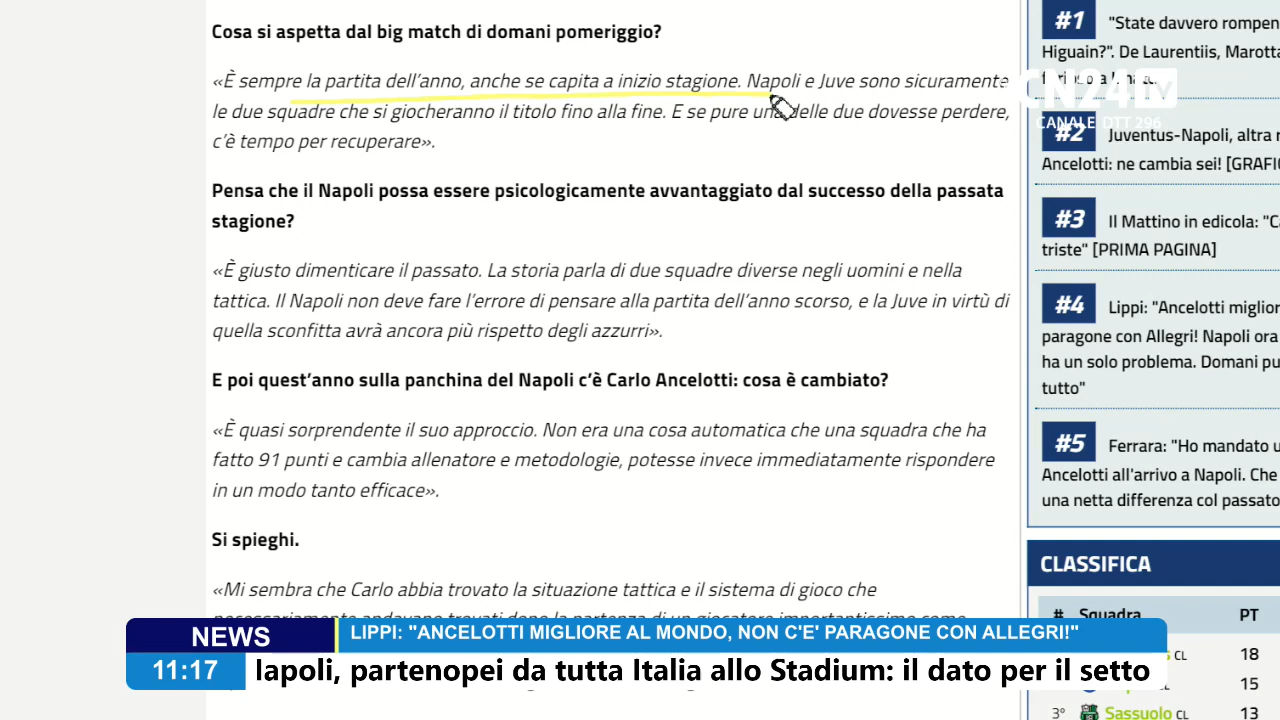 Cosa si aspetta dal big match di domani pomeriggio?
«È sempre la partita dell'anno, anche se capita a inizio stagione. Napoli e Juve sono sicuramente
le due squadre che si giocheranno il titolo fino alla fine. E se pure una delle due dovesse perdere,
c'è tempo per recuperare».
Pensa che il Napoli possa essere psicologicamente avvantaggiato dal successo della passata
stagione?
«È giusto dimenticare il passato. La storia parla di due squadre diverse negli uomini e nella
tattica. Il Napoli non deve fare l'errore di pensare alla partita dell'anno scorso, e la Juve in virtù di
quella sconfitta avrà ancora più rispetto degli azzurri».
E poi quest'anno sulla panchina del Napoli c'è Carlo Ancelotti: cosa è cambiato?
«È quasi sorprendente il suo approccio. Non era una cosa automatica che una squadra che ha
fatto 91 punti e cambia allenatore e metodologie, potesse invece immediatamente rispondere
in un modo tanto efficace».
Si spieghi.
«Mi sembra che Carlo abbia trovato la situazione tattica e il sistema di gioco che
#1 "State davvero rompen
Higuain?". De Laurentiis, Marotta
CN24 TV
CANALE DTT 296
#2 Juventus-Napoli, altra
Ancelotti: ne cambia sei! [GRAFI
#3 Il Mattino in edicola: "C
triste" [PRIMA PAGINA]
#4 Lippi: "Ancelotti miglior
paragone con Allegri! Napoli ora
ha un solo problema. Domani pu
tutto"
#5 Ferrara: "Ho mandato u
Ancelotti all'arrivo a Napoli. Che
una netta differenza col passato
CLASSIFICA
# Squadra PT
CL 18
15
3° Sassuolo CL 13
NEWS
LIPPI: "ANCELOTTI MIGLIORE AL MONDO, NON C'E' PARAGONE CON ALLEGRI!"
11:17
lapoli, partenopei da tutta Italia allo Stadium: il dato per il setto